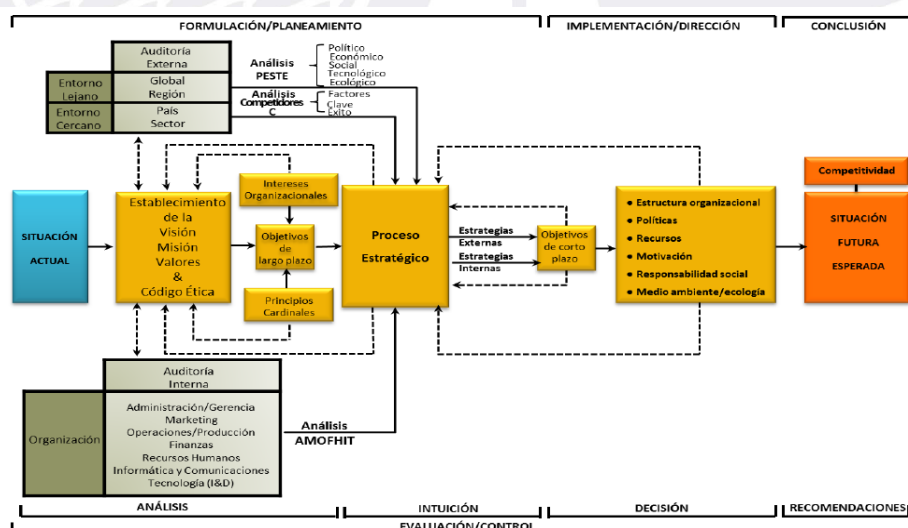 FORMULACIÓN/PLANEAMIENTO
IMPLEMENTACIÓN/DIRECCIÓN
CONCLUSIÓN
Auditoría
Externa
Entorno
Lejano
Global
Región
Entorno
Cercano
País
Sector
Análisis
PESTE
Político
Económico
Social
Tecnológico
Ecológico
Análisis
Competidores
C
Factores
Clave
Exito
SITUACIÓN
ACTUAL
Establecimiento
de la
Visión
Misión
Valores
&
Código Ética
Intereses
Organizacionales
Objetivos
de
largo plazo
Principios
Cardinales
Proceso
Estratégico
Estrategias
Externas
Estrategias
Internas
Objetivos
de corto
plazo
• Estructura organizacional
• Políticas
• Recursos
• Motivación
• Responsabilidad social
• Medio ambiente/ecología
Competitividad
SITUACIÓN
FUTURA
ESPERADA
Auditoría
Interna
Organización
Administración/Gerencia
Marketing
Operaciones/Producción
Finanzas
Recursos Humanos
Informática y Comunicaciones
Tecnología (I&D)
Análisis
AMOFHIT
ANÁLISIS
INTUICIÓN
DECISIÓN
RECOMENDACIONES
EVALUACIÓN/CONTROL